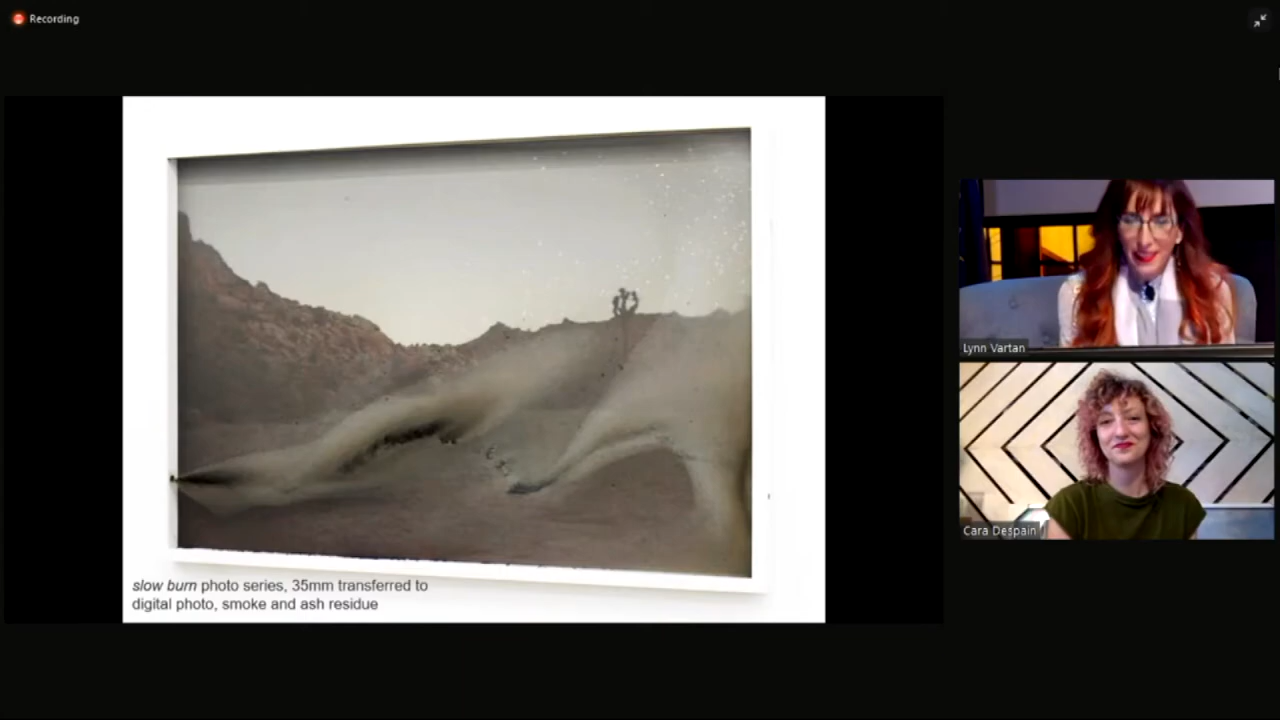 Recording
Lynn Vartan
Cara Despain
slow burn photo series, 35mm transferred to
digital photo, smoke and ash residue